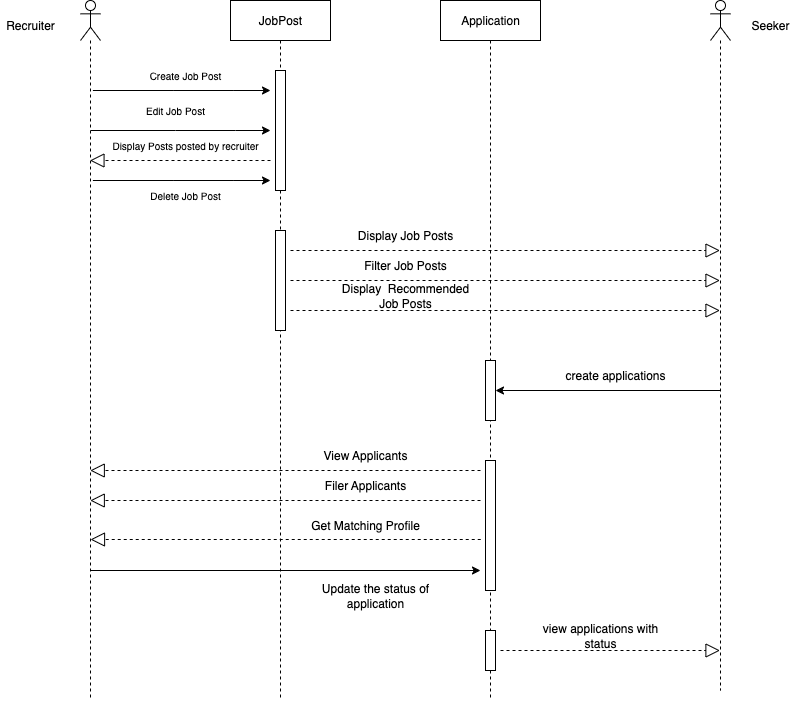 Recruiter
JobPost
Application
Seeker
Create Job Post
Edit Job Post
Display Posts posted by recruiter
Delete Job Post
Display Job Posts
Filter Job Posts
Display Recommended
Job Posts
create applications
View Applicants
Filer Applicants
Get Matching Profile
Update the status of
application
view applications with
status